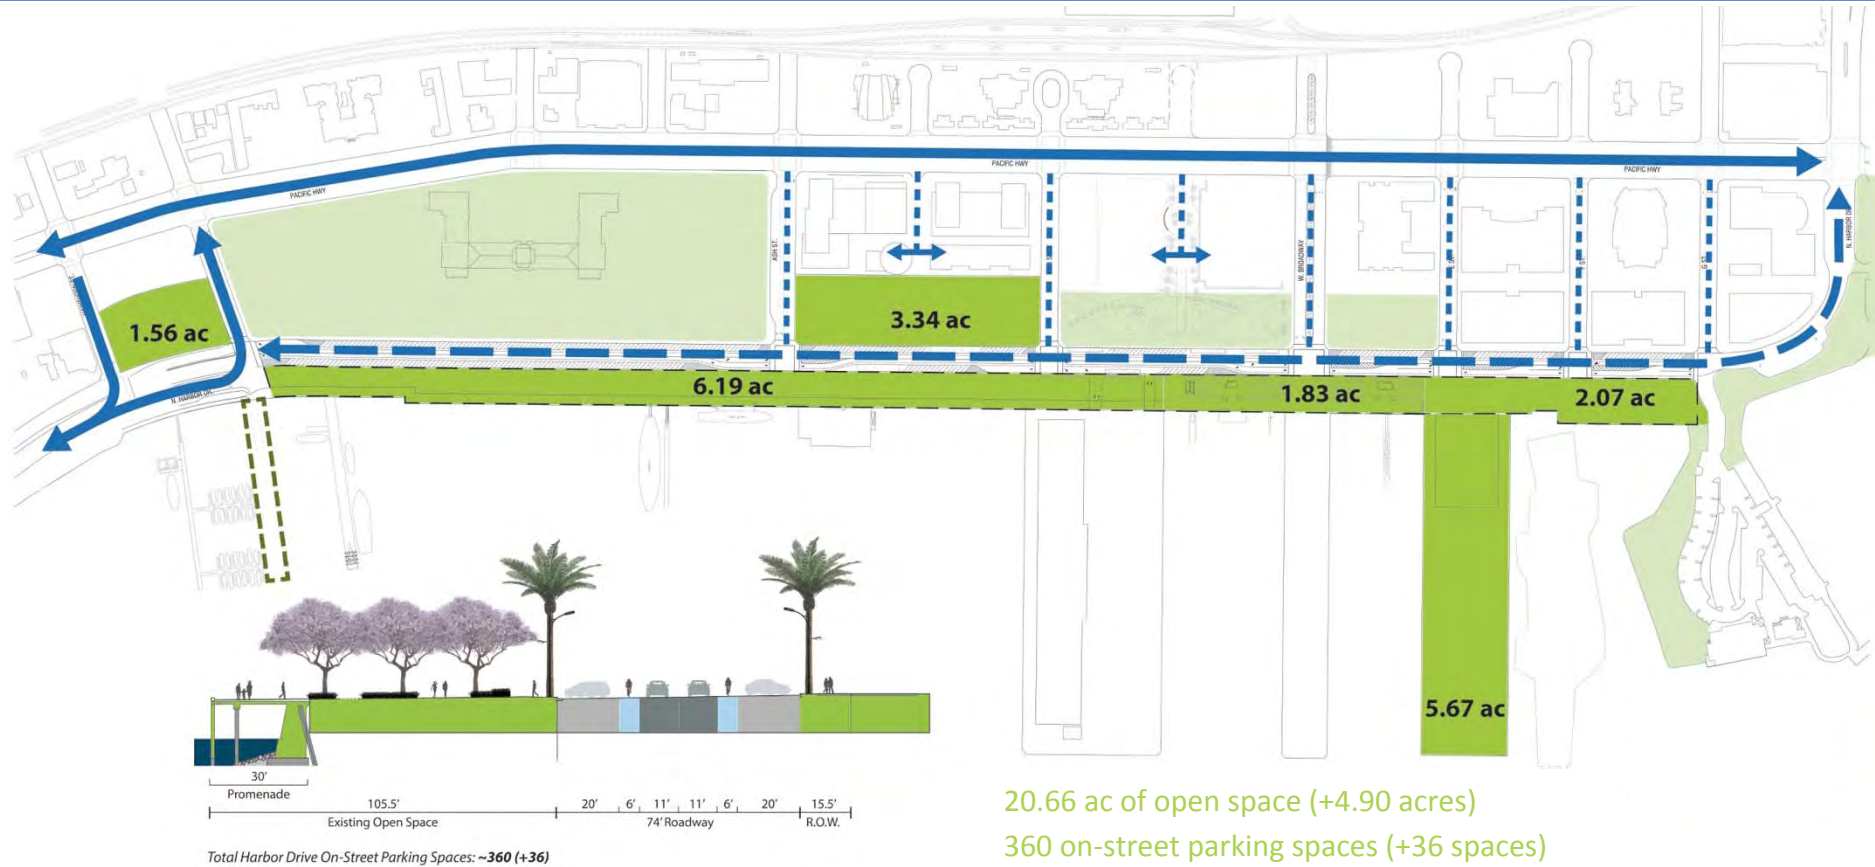 PACIFIC HWY
PACIFIC HWY
PACIFIC HWY
ASH ST.
W. BROADWAY
G ST.
N. HARBOR DR.
1.56 ac
3.34 ac
6.19 ac
1.83 ac
2.07 ac
N. HARBOR DR.
5.67 ac
30'
Promenade
105.5'
Existing Open Space
20' 6' 11' 11' 6' 20'
74' Roadway
15.5'
R.O.W.
Total Harbor Drive On-Street Parking Spaces: ~360 (+36)
20.66 ac of open space (+4.90 acres)
360 on-street parking spaces (+36 spaces)